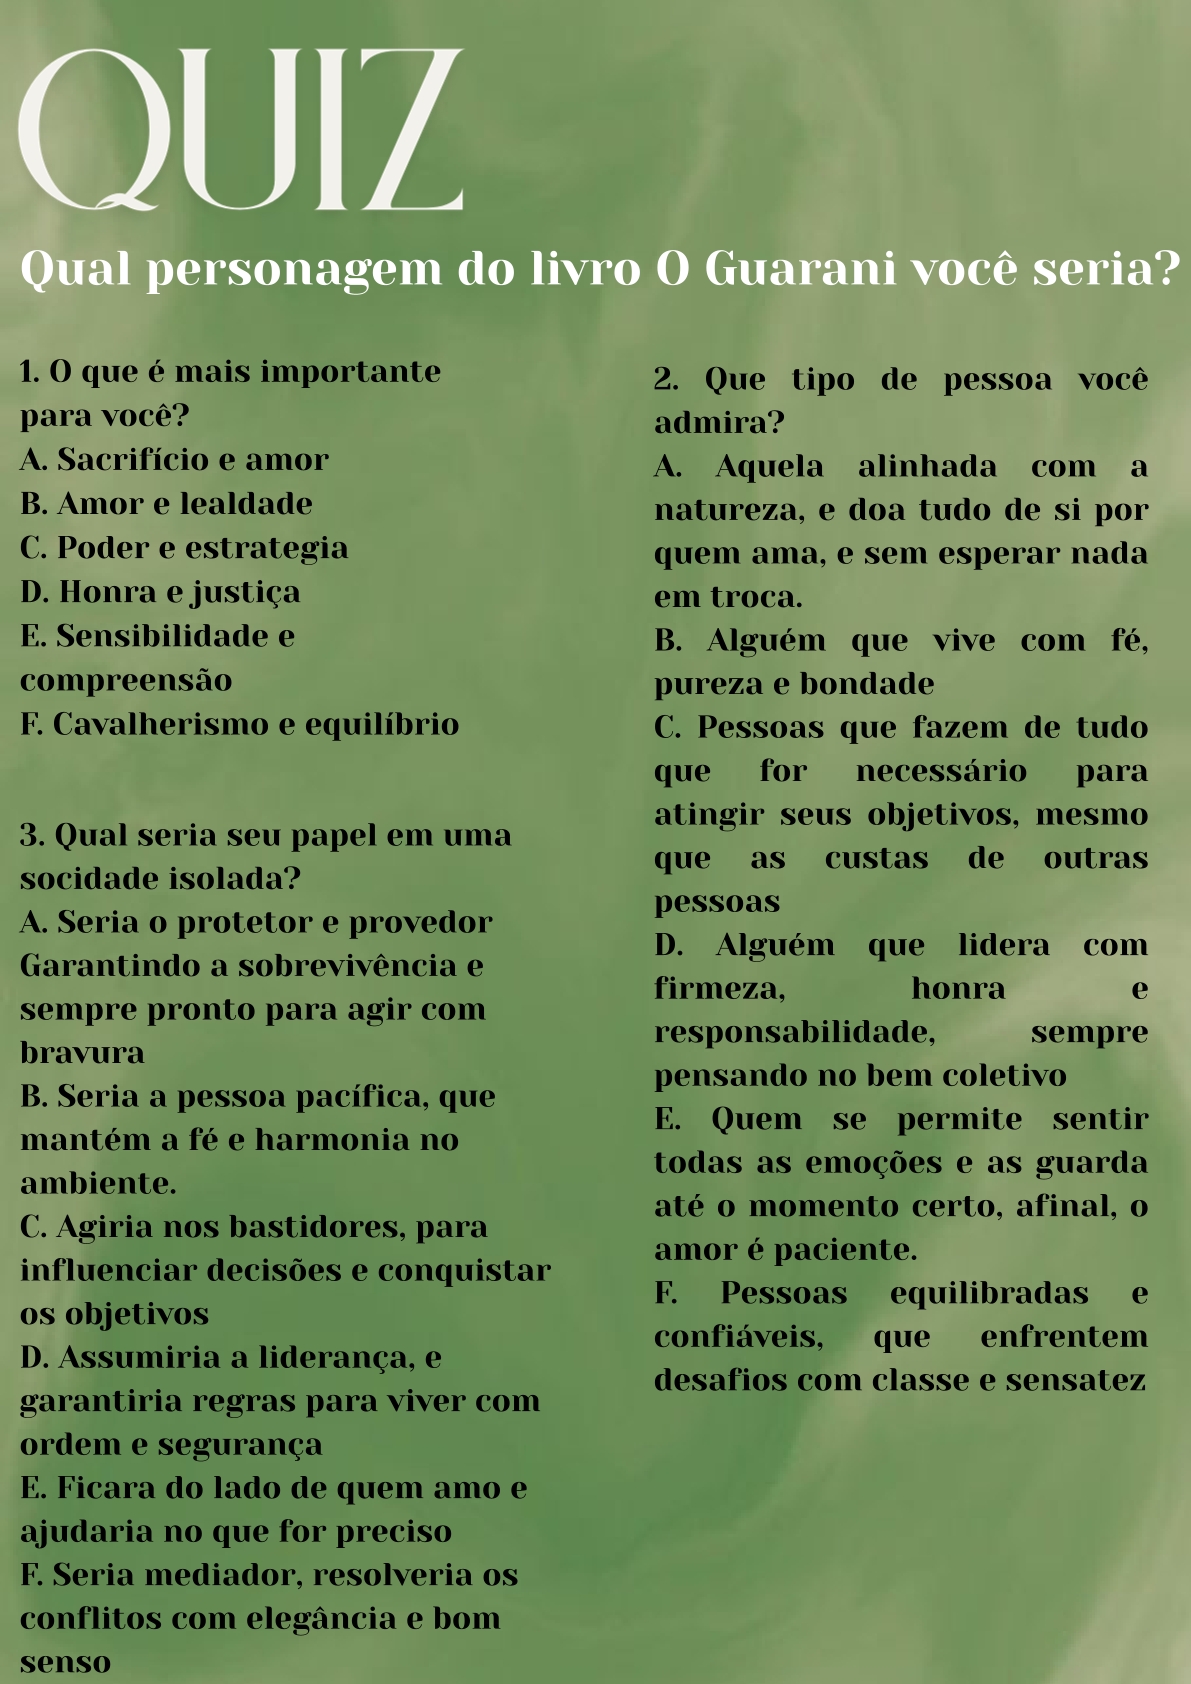 QUIZ
Qual personagem do livro O Guarani você seria?
1. O que é mais importante
para você?
A. Sacrifício e amor
B. Amor e lealdade
C. Poder e estrategia
D. Honra e justiça
E. Sensibilidade e
compreensão
F. Cavalherismo e equilíbrio
2. Que tipo de pessoa você
admira?
A. Aquela alinhada com a
natureza, e doa tudo de si por
quem ama, e sem esperar nada
em troca.
B. Alguém que vive com fé,
pureza e bondade
C. Pessoas que fazem de tudo
que for necessário para
atingir seus objetivos, mesmo
que as custas de outras
pessoas
D. Alguém que lidera com
firmeza, honra e
responsabilidade, sempre
pensando no bem coletivo
E. Quem se permite sentir
todas as emoções e as guarda
até o momento certo, afinal, o
amor é paciente.
F. Pessoas equilibradas e
confiáveis, que enfrentem
desafios com classe e sensatez
3. Qual seria seu papel em uma
socidade isolada?
A. Seria o protetor e provedor
Garantindo a sobrevivência e
sempre pronto para agir com
bravura
B. Seria a pessoa pacífica, que
mantém a fé e harmonia no
ambiente.
C. Agiria nos bastidores, para
influenciar decisões e conquistar
os objetivos
D. Assumiria a liderança, e
garantiria regras para viver com
ordem e segurança
E. Ficara do lado de quem amo e
ajudaria no que for preciso
F. Seria mediador, resolveria os
conflitos com elegância e bom
senso